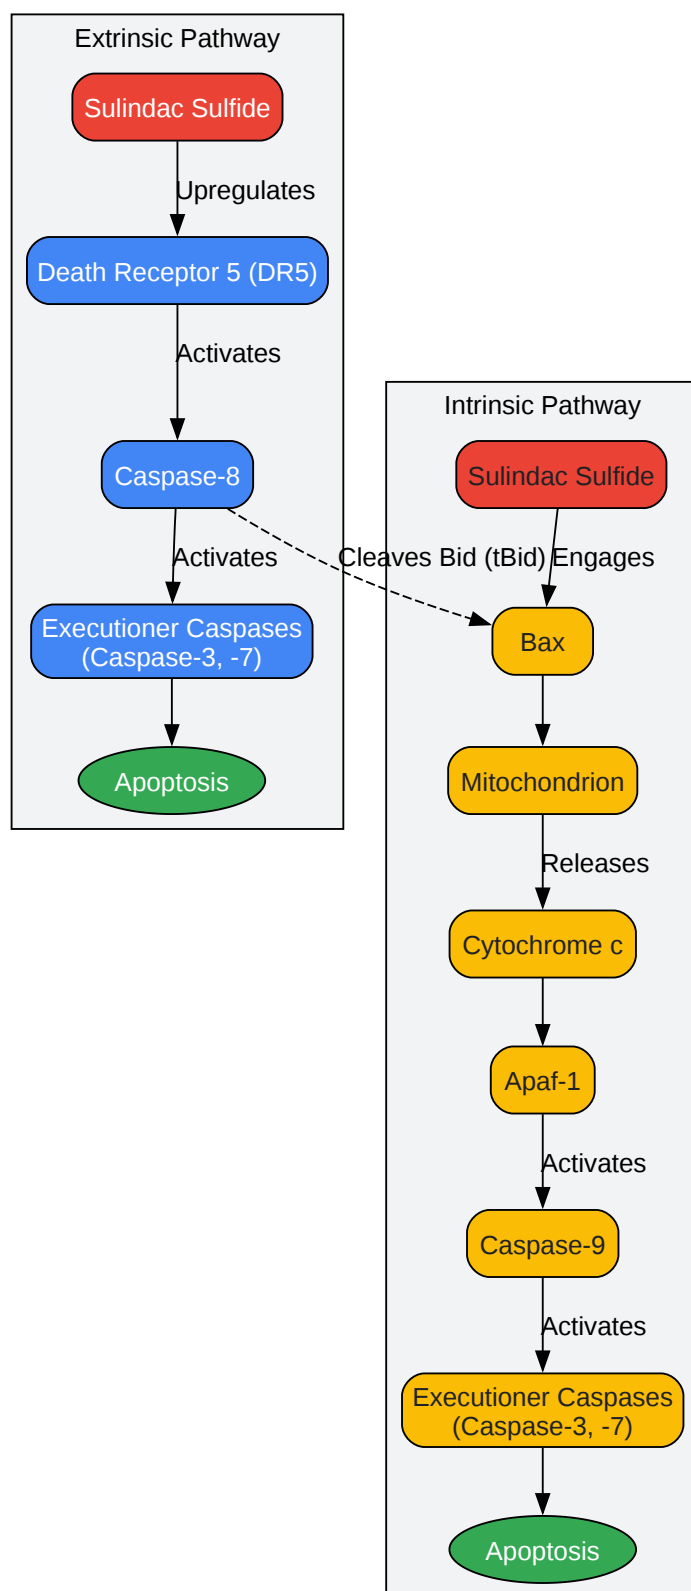 Extrinsic Pathway
Sulindac Sulfide
Upregulates
Death Receptor 5 (DR5)
Activates
Caspase-8
Activates
Cleaves Bid (tBid)
Executioner Caspases
(Caspase-3, -7)
Apoptosis
Intrinsic Pathway
Sulindac Sulfide
Engages
Bax
Mitochondrion
Releases
Cytochrome c
Apaf-1
Activates
Caspase-9
Activates
Executioner Caspases
(Caspase-3, -7)
Apoptosis